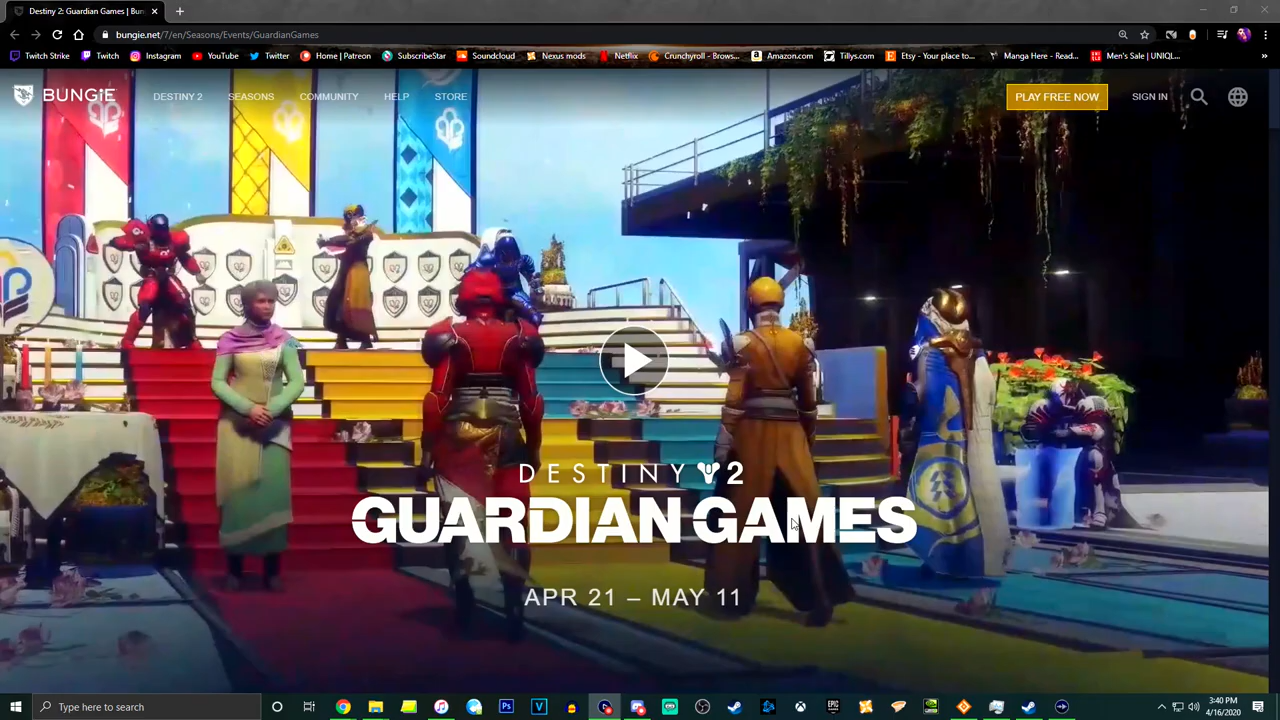 Destiny 2: Guardian Games | Bun
bungie.net/7/en/Seasons/Events/GuardianGames
Twitch Strike Twitch Instagram YouTube Twitter Home | Patreon SubscribeStar Soundcloud Nexus mods Netflix Crunchyroll - Brows... Amazon.com Tillys.com Etsy - Your place to... Manga Here - Read... Men's Sale | UNIQL...
BUNGiE DESTINY 2 SEASONS COMMUNITY HELP STORE PLAY FREE NOW SIGN IN
DESTINY 2
GUARDIAN GAMES
APR 21 – MAY 11
Type here to search
3:40 PM
4/16/2020